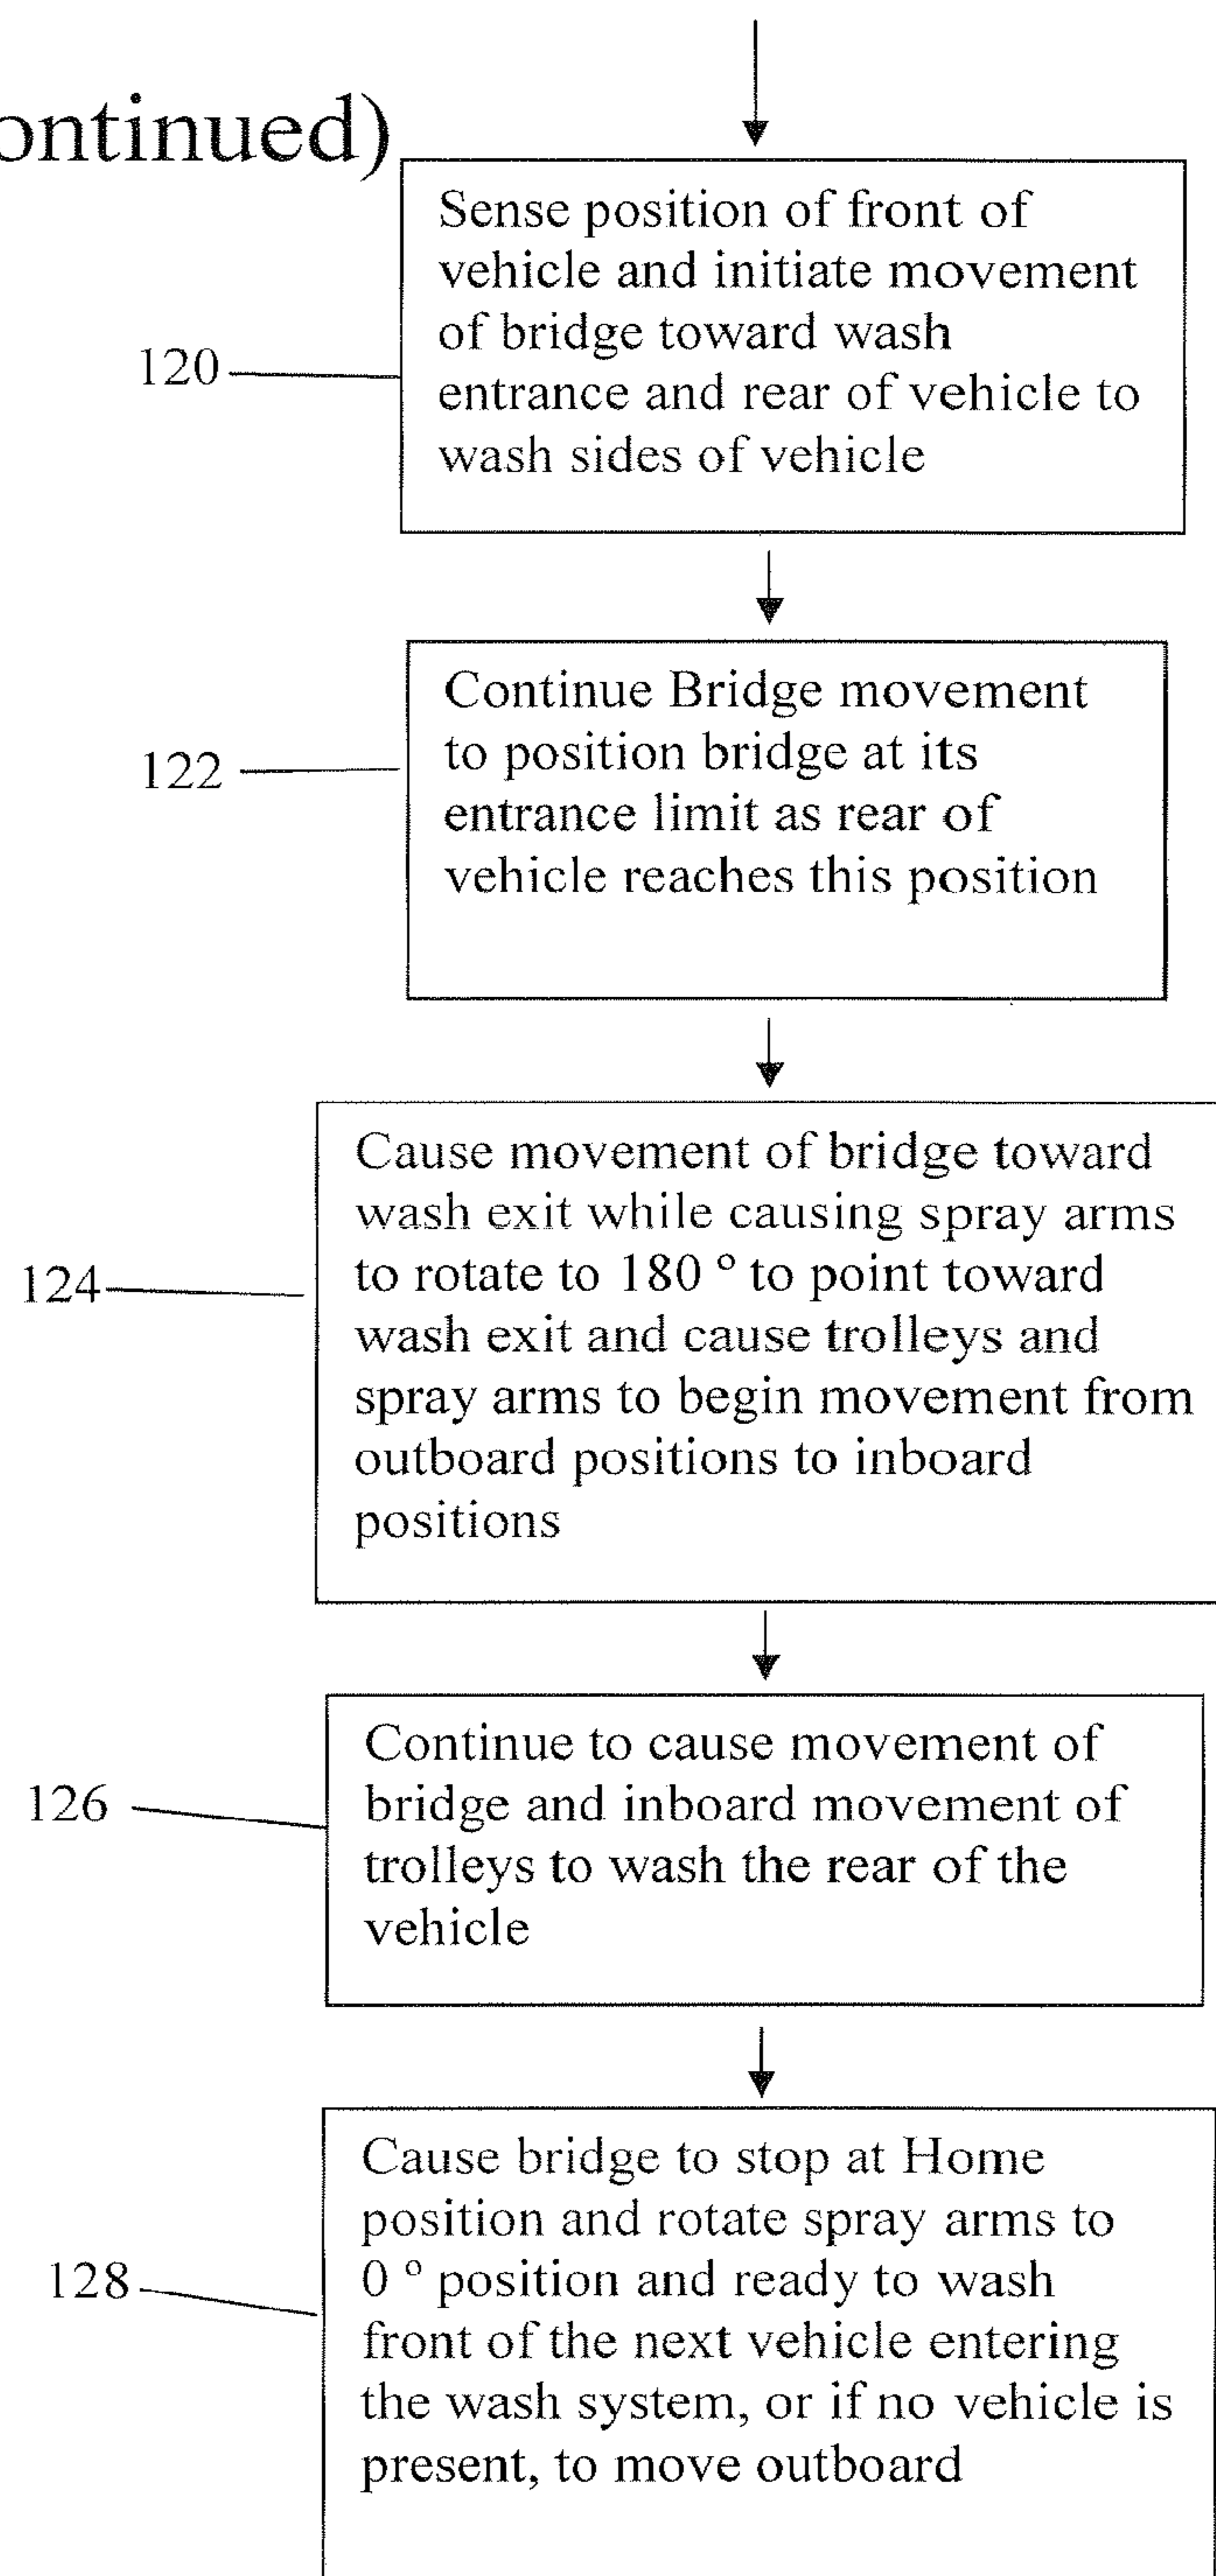 ontinued)
Sense position of front of
vehicle and initiate movement
of bridge toward wash
entrance and rear of vehicle to
wash sides of vehicle
120
Continue Bridge movement
to position bridge at its
entrance limit as rear of
vehicle reaches this position
122
Cause movement of bridge toward
wash exit while causing spray arms
to rotate to 180 ° to point toward
wash exit and cause trolleys and
spray arms to begin movement from
outboard positions to inboard
positions
124
Continue to cause movement of
bridge and inboard movement of
trolleys to wash the rear of the
vehicle
126
Cause bridge to stop at Home
position and rotate spray arms to
0 ° position and ready to wash
front of the next vehicle entering
the wash system, or if no vehicle is
present, to move outboard
128